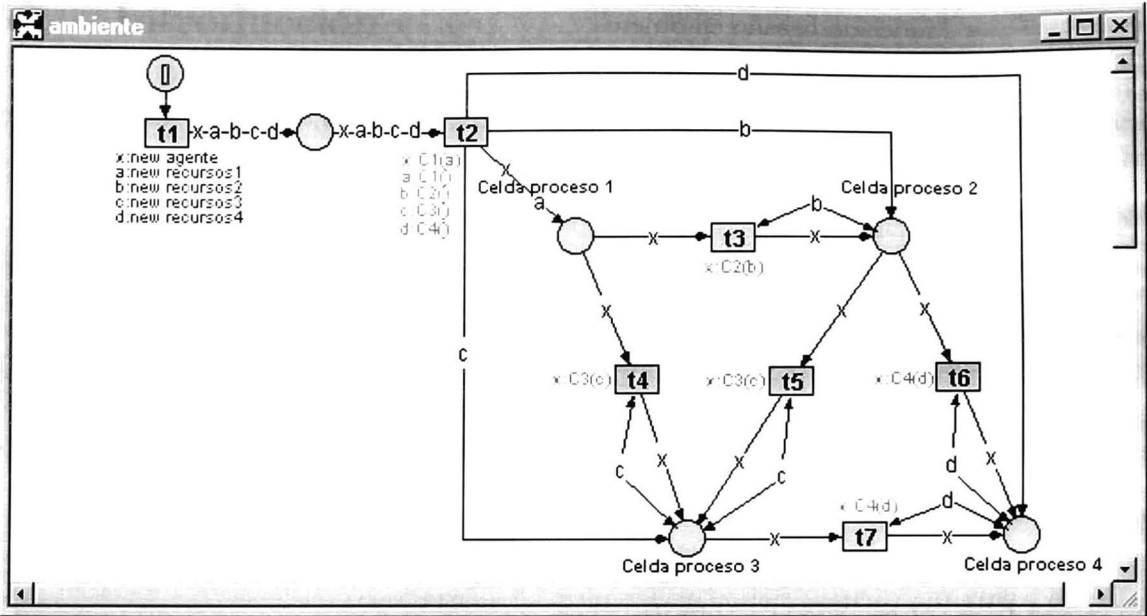 ambiente
[]
d
t1
x-a-b-c-d
x-a-b-c-d
t2
b
x:new agente
a:new recursos1
b:new recursos2
c:new recursos3
d:new recursos4
x:C1(a)
a:C1()
b:C2()
c:C3()
d:C4()
x
a
Celda proceso 1
Celda proceso 2
b
x
t3
x
x:C2(b)
x
x
x
c
x:C3(c)
t4
x:C3(c)
t5
x:C4(d)
t6
c
x
x
c
d
x
x:C4(d)
d
x
t7
x
Celda proceso 3
Celda proceso 4